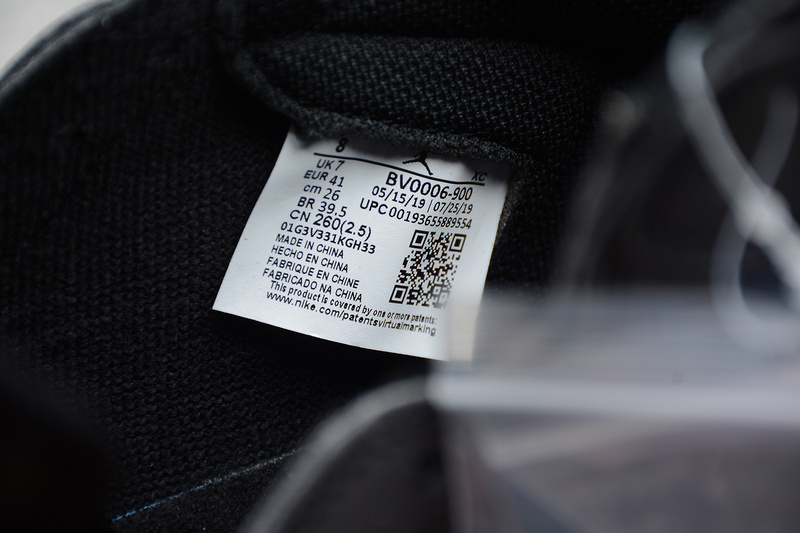 8
XC
UK 7
EUR 41
cm 26
BR 39.5
CN 260(2.5)
BV0006-900
05/15/19 | 07/25/19
UPC00193655889554
01G3V331KGH33
MADE IN CHINA
HECHO EN CHINA
FABRIQUE EN CHINE
FABRICADO NA CHINA
This product is covered by one or more patents:
www.nike.com/patentsvirtualmarking